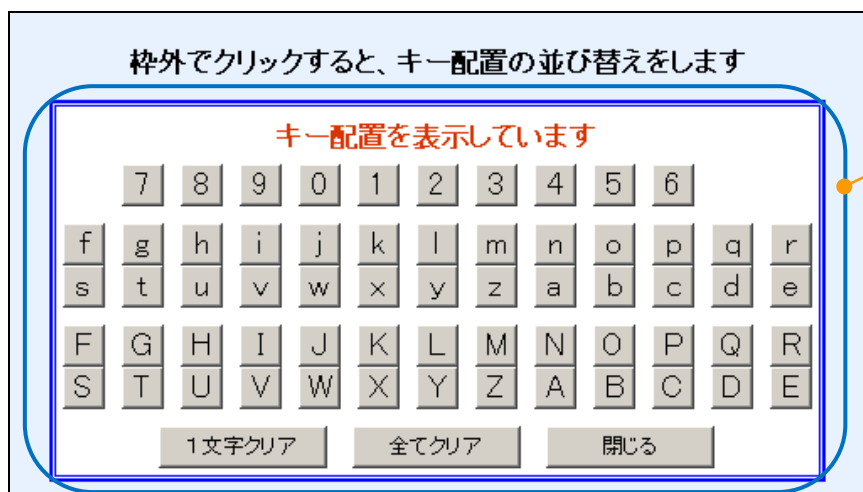 枠外でクリックすると、キー配置の並び替えをします
キー配置を表示しています
7 8 9 0 1 2 3 4 5 6
f g h i j k l m n o p q r
s t u v w x y z a b c d e
F G H I J K L M N O P Q R
S T U V W X Y Z A B C D E
1文字クリア 全てクリア 閉じる